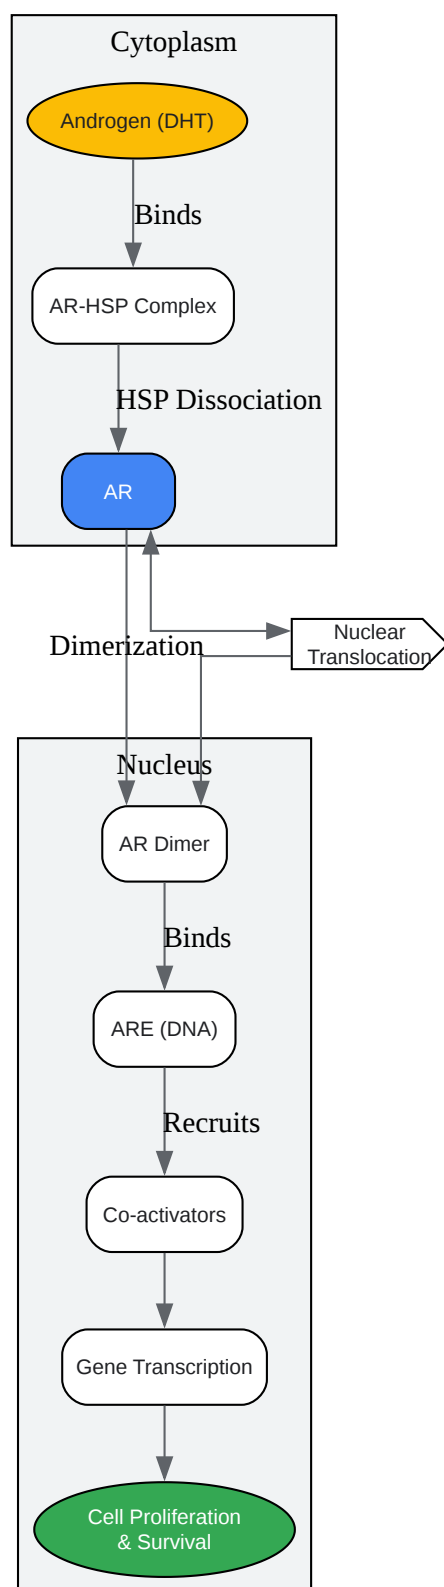 Cytoplasm
Androgen (DHT)
Binds
AR-HSP Complex
HSP Dissociation
AR
Nuclear
Translocation
Dimerization
Nucleus
AR Dimer
Binds
ARE (DNA)
Recruits
Co-activators
Gene Transcription
Cell Proliferation
& Survival